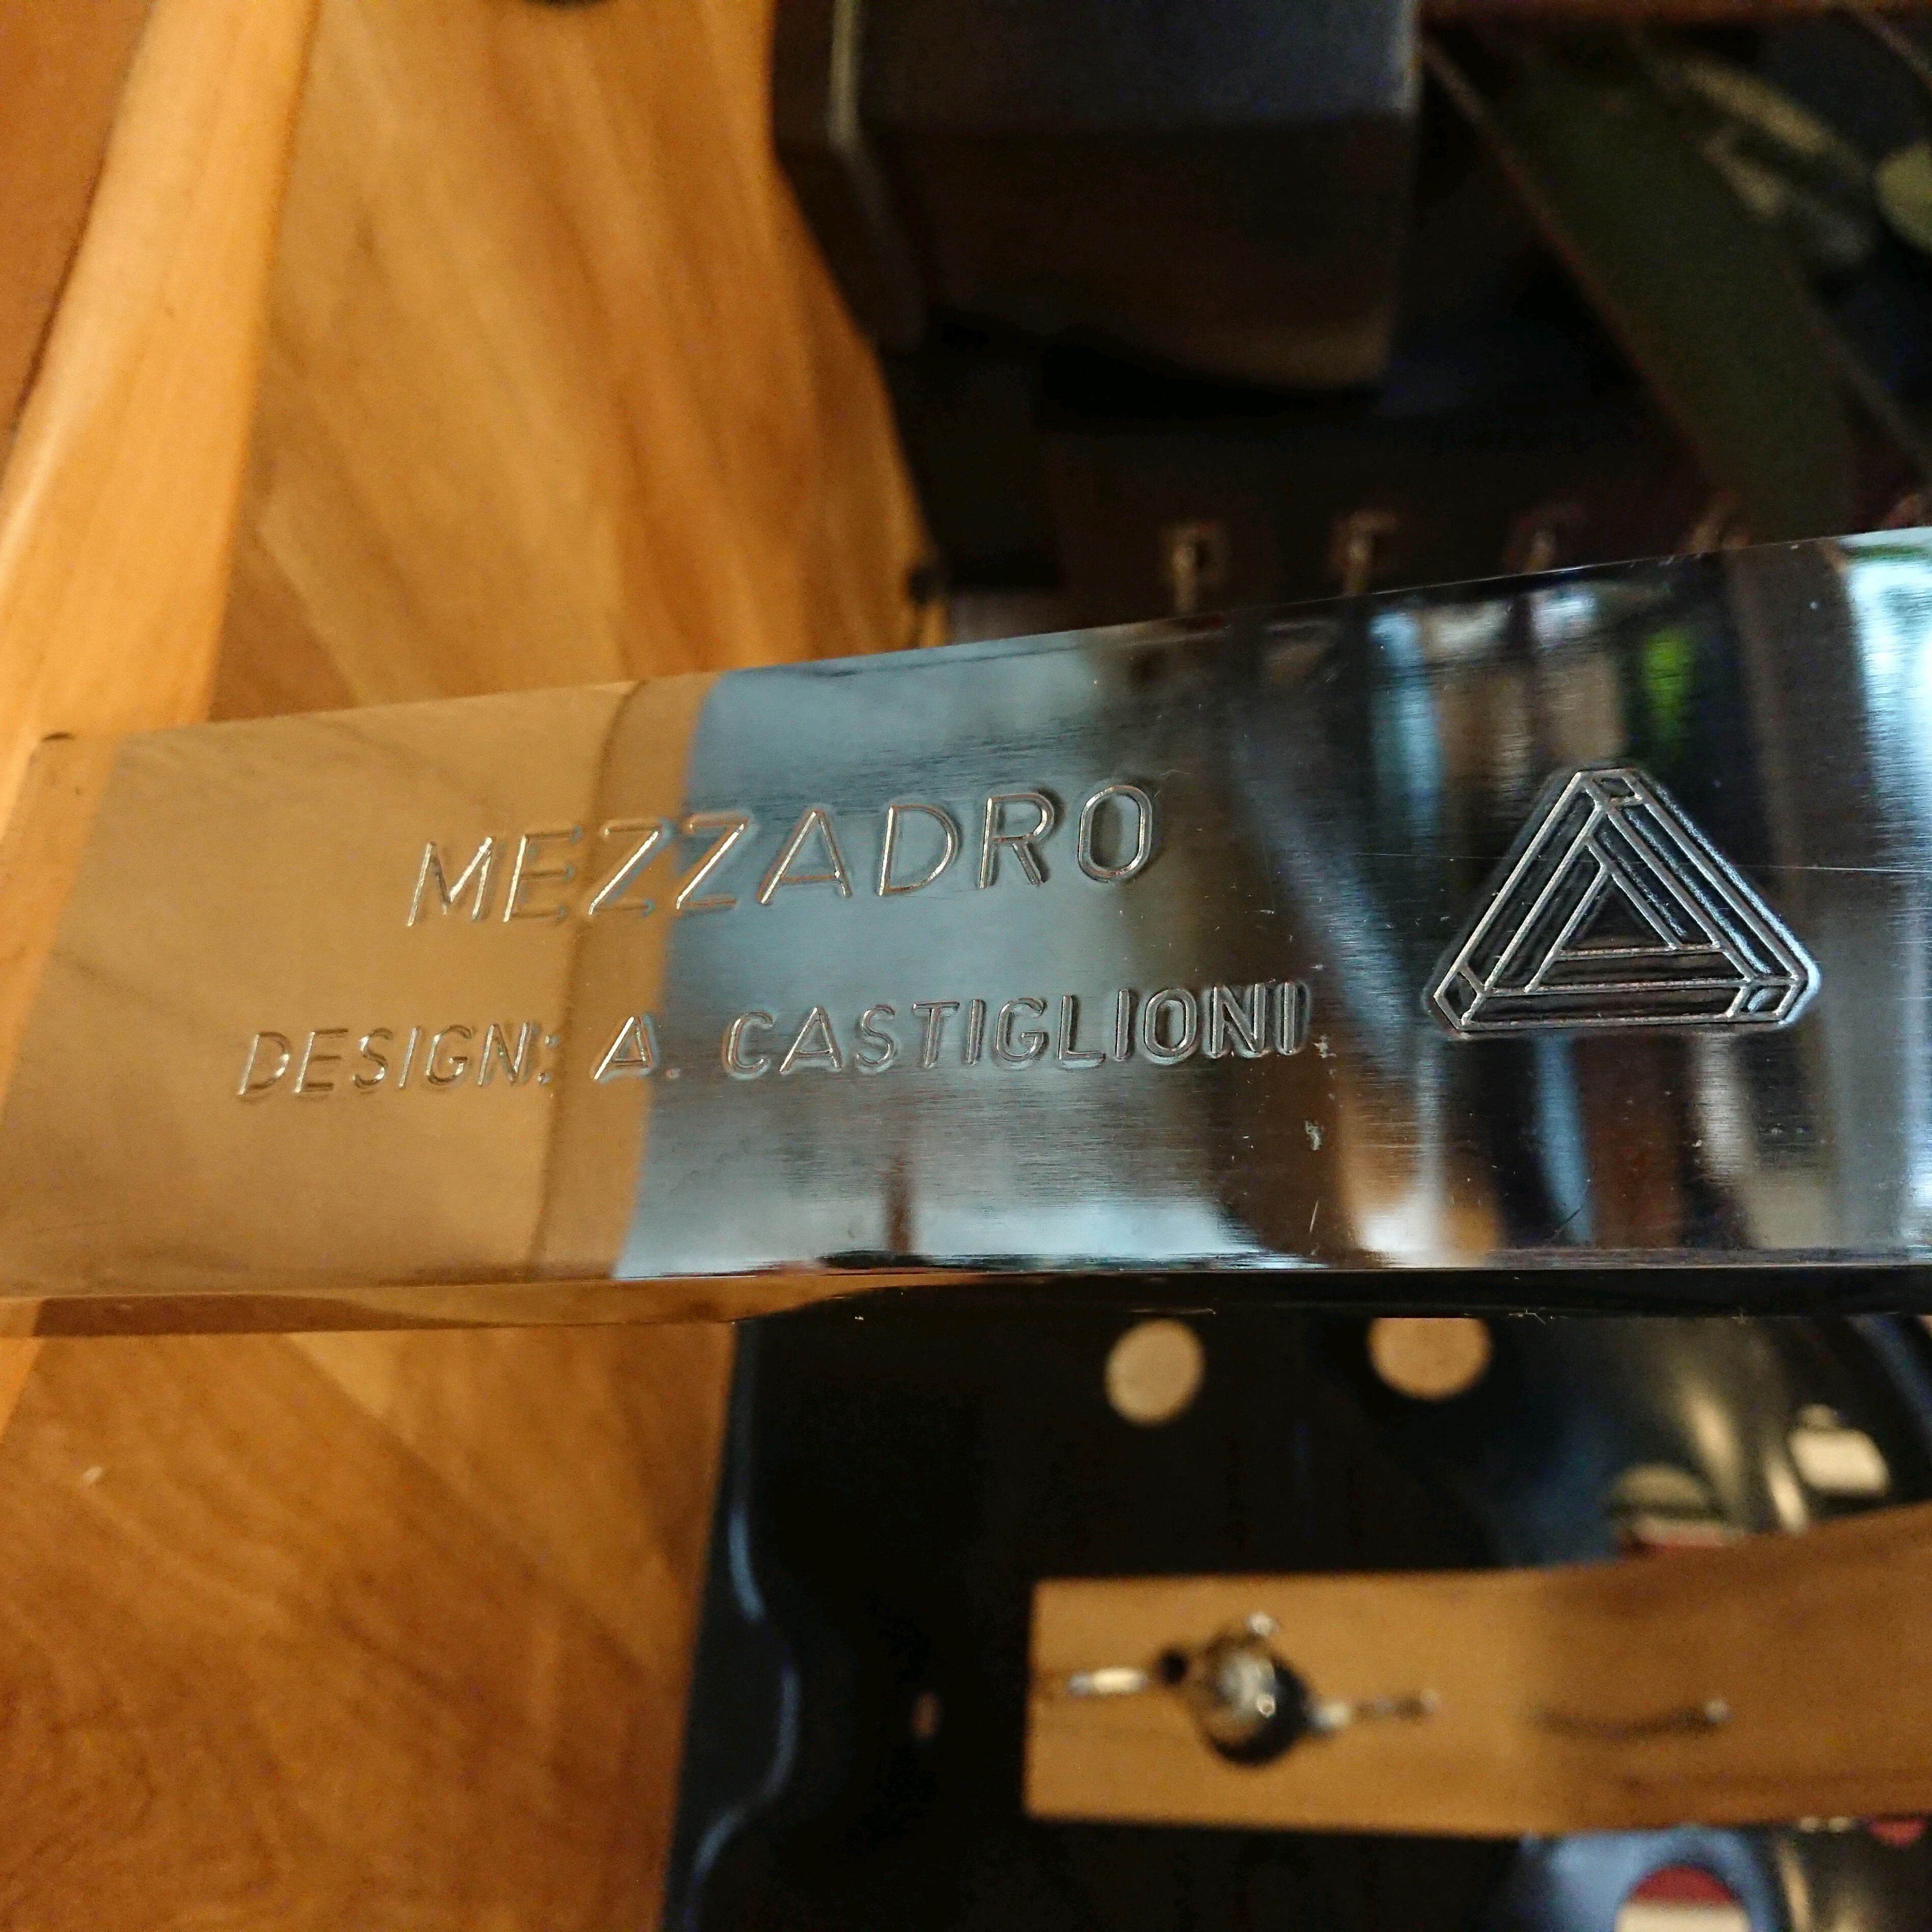 MEZZADRO
DESIGN: A. CASTIGLIONI